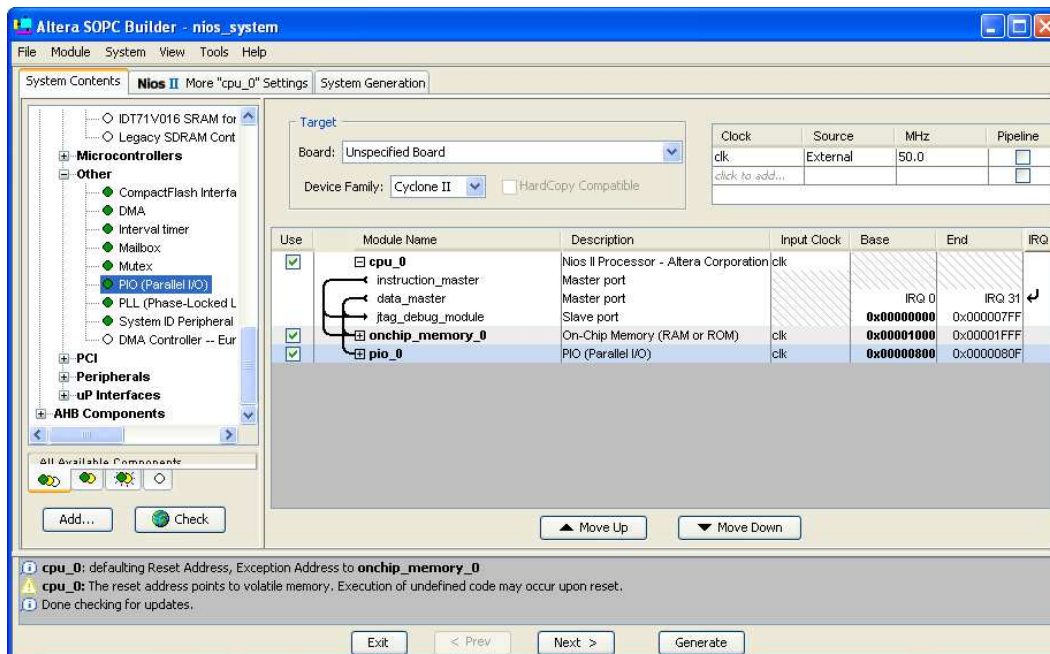 Altera SOPC Builder - nios_system
File Module System View Tools Help
System Contents Nios II More "cpu_0" Settings System Generation
IDT71V016 SRAM for
Legacy SDRAM Cont
Microcontrollers
Other
CompactFlash Interfa
DMA
Interval timer
Mailbox
Mutex
PIO (Parallel I/O)
PLL (Phase-Locked L
System ID Peripheral
DMA Controller -- Eur
PCI
Peripherals
uP Interfaces
AHB Components
All Available Components
Add... Check
Target
Board: Unspecified Board
Device Family: Cyclone II HardCopy Compatible
Clock Source MHz Pipeline
clk External 50.0
click to add...
Use Module Name Description Input Clock Base End IRQ
cpu_0 Nios II Processor - Altera Corporation clk
instruction_master Master port
data_master Master port IRQ 0 IRQ 31
jtag_debug_module Slave port 0x00000000 0x000007FF
onchip_memory_0 On-Chip Memory (RAM or ROM) clk 0x00001000 0x00001FFF
pio_0 PIO (Parallel I/O) clk 0x00000800 0x0000080F
Move Up Move Down
cpu_0: defaulting Reset Address, Exception Address to onchip_memory_0
cpu_0: The reset address points to volatile memory. Execution of undefined code may occur upon reset.
Done checking for updates.
Exit < Prev Next > Generate